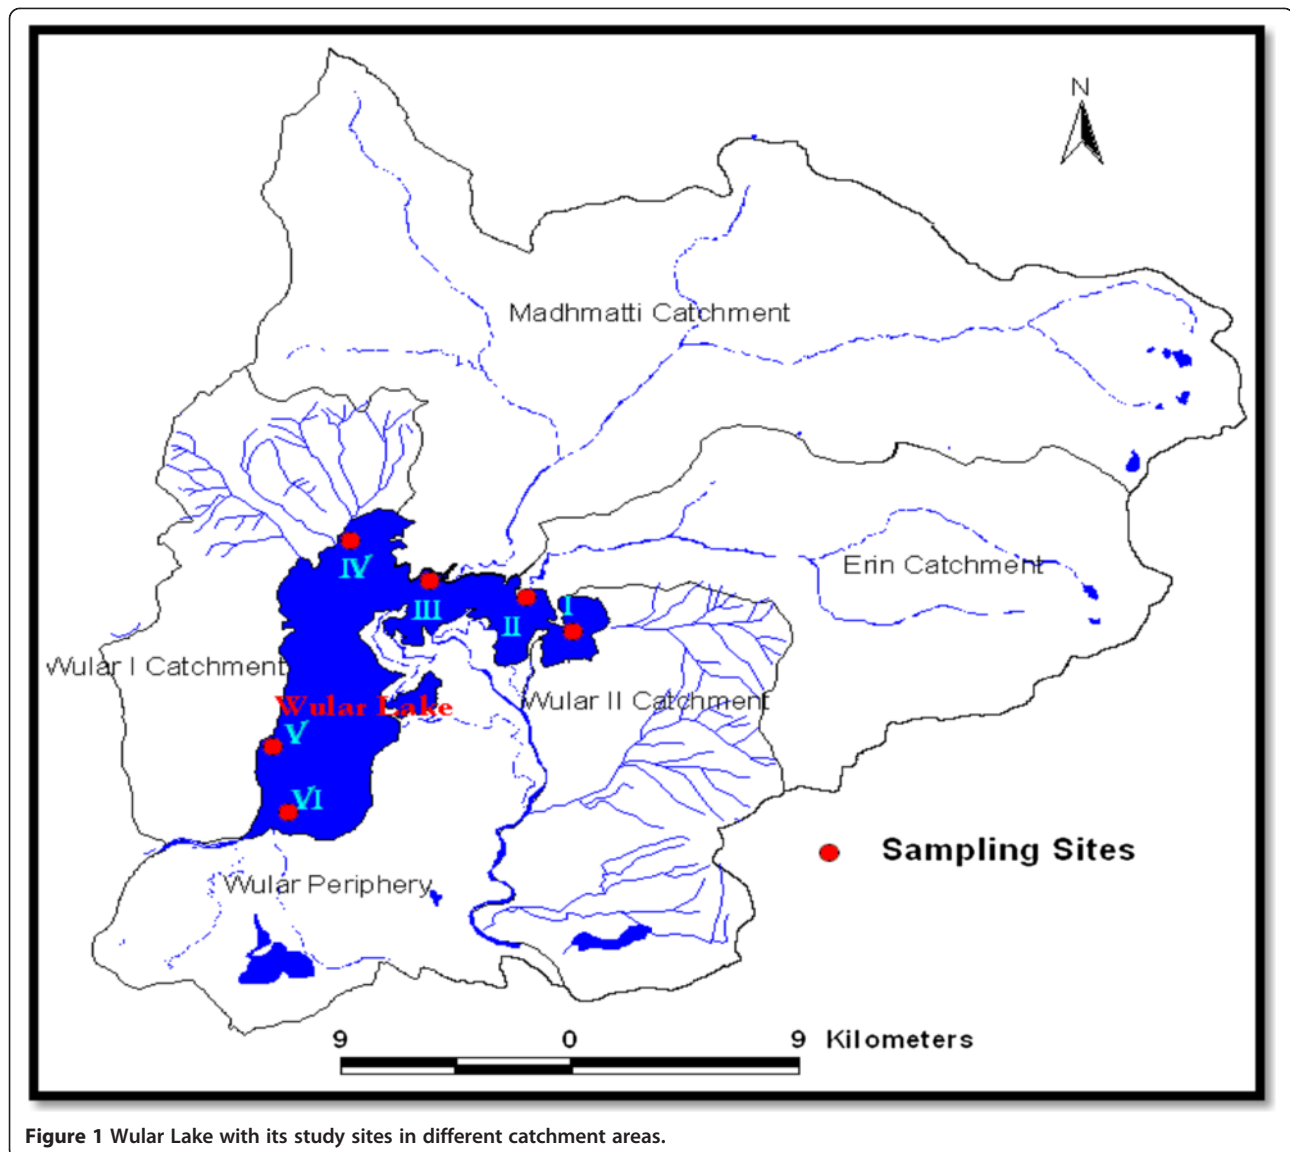 N
Madhmatti Catchment
Erin Catchment
IV
III
II
I
Wular I Catchment
Wular Lake
Wular II Catchment
V
VI
Sampling Sites
Wular Periphery
9 0 9 Kilometers
Figure 1 Wular Lake with its study sites in different catchment areas.